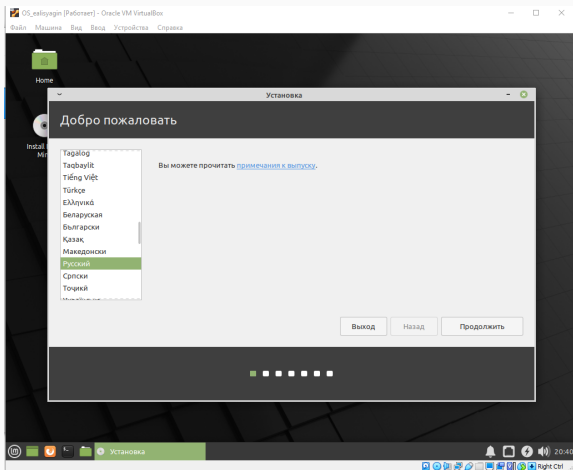 OS_ealisyagin [Работает] - Oracle VM VirtualBox
Файл Машина Вид Ввод Устройства Справка
Home
Установка
Добро пожаловать
Install
Tagalog
Taqbaylit
Tiếng Việt
Türkçe
Ελληνικά
Беларуская
Български
Қазақ
Македонски
Русский
Српски
Тоҷикӣ
Вы можете прочитать примечания к выпуску.
Выход Назад Продолжить
Установка
20:40
Right Ctrl